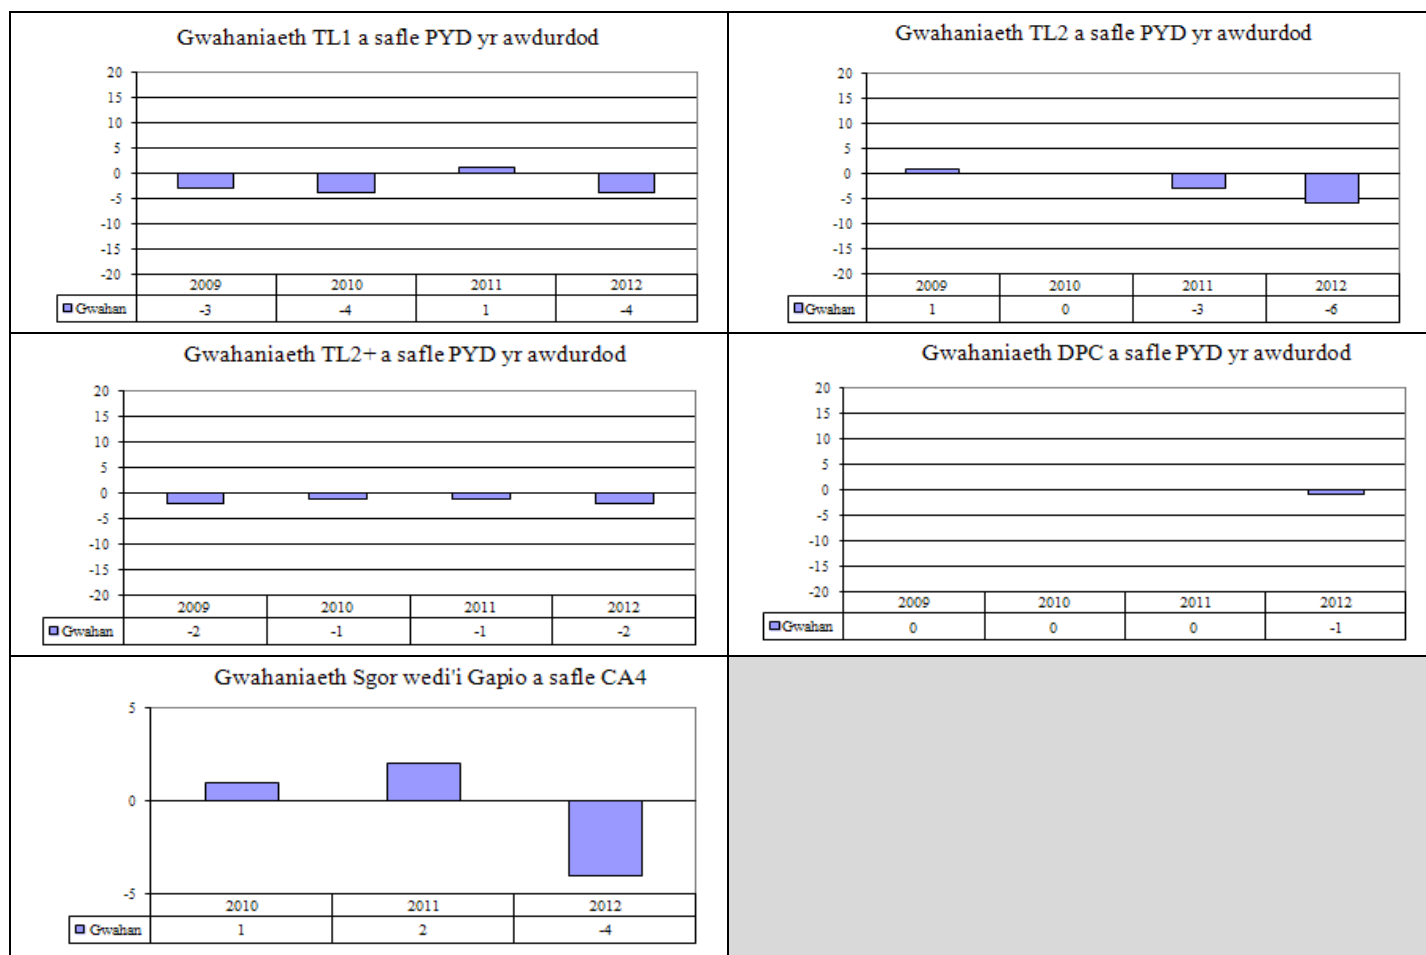 Gwahaniaeth TL1 a safle PYD yr awdurdod
20
15
10
5
0
-5
-10
-15
-20
2009 2010 2011 2012
Gwahan -3 -4 1 -4
Gwahaniaeth TL2 a safle PYD yr awdurdod
20
15
10
5
0
-5
-10
-15
-20
2009 2010 2011 2012
Gwahan 1 0 -3 -6
Gwahaniaeth TL2+ a safle PYD yr awdurdod
20
15
10
5
0
-5
-10
-15
-20
2009 2010 2011 2012
Gwahan -2 -1 -1 -2
Gwahaniaeth DPC a safle PYD yr awdurdod
20
15
10
5
0
-5
-10
-15
-20
2009 2010 2011 2012
Gwahan 0 0 0 -1
Gwahaniaeth Sgor wedi'i Gapio a safle CA4
5
0
-5
2010 2011 2012
Gwahan 1 2 -4